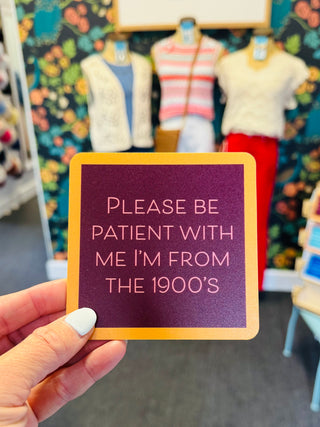 PLEASE BE
PATIENT WITH
ME I'M FROM
THE 1900'S